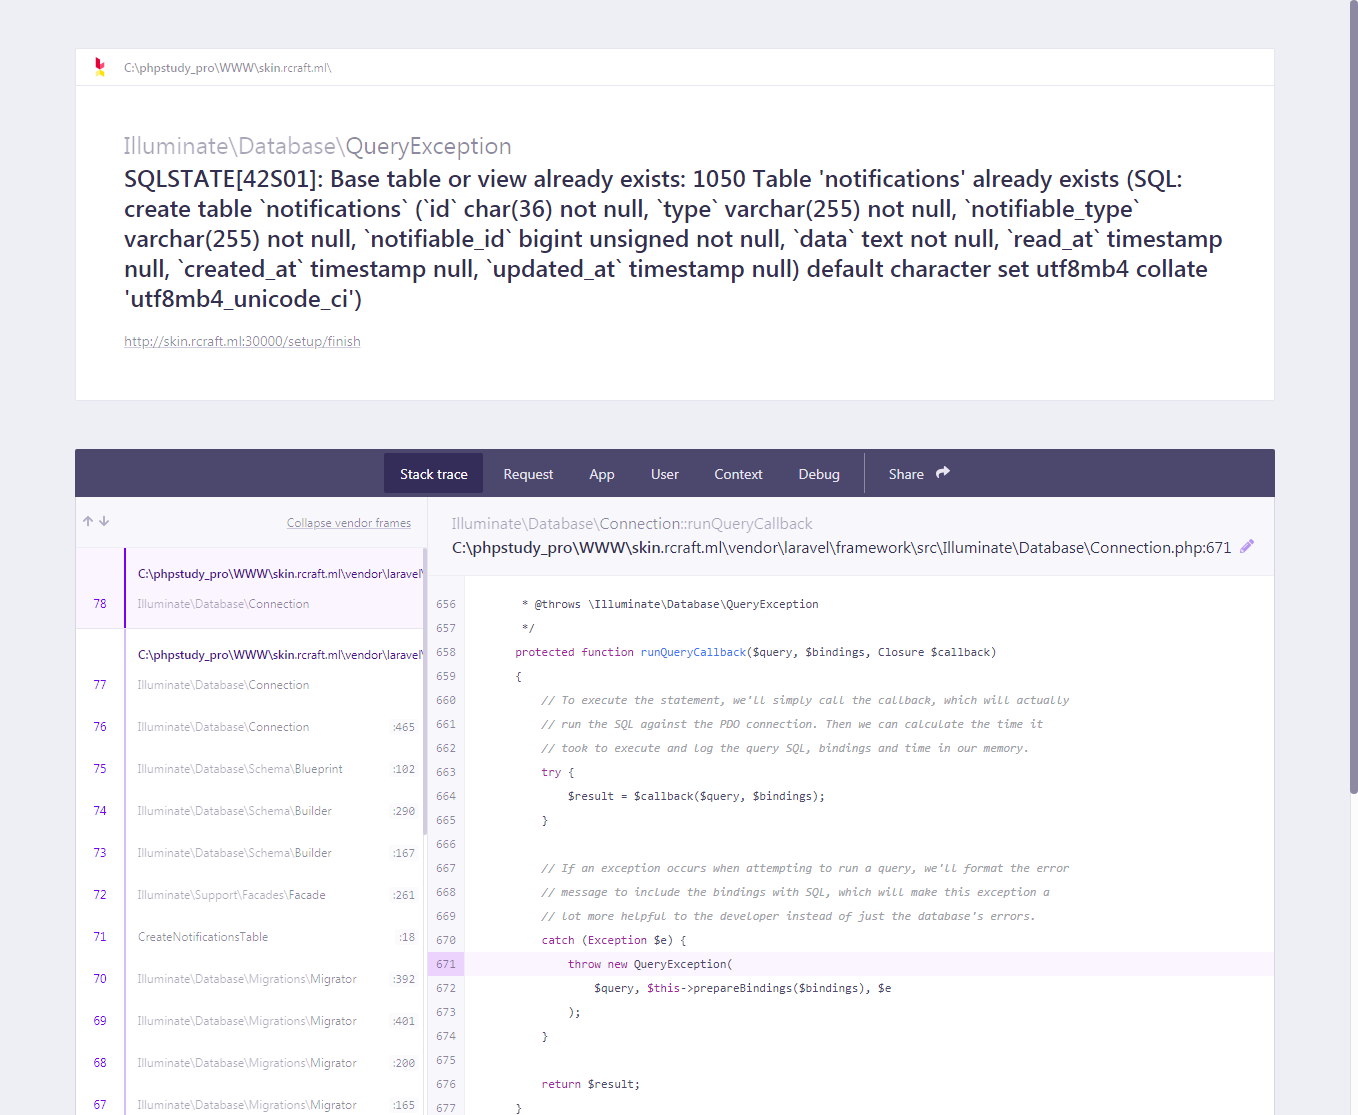 C:\phpstudy_pro\WWW\skin.rcraft.ml\
Illuminate\Database\QueryException
SQLSTATE[42S01]: Base table or view already exists: 1050 Table 'notifications' already exists (SQL:
create table `notifications` (`id` char(36) not null, `type` varchar(255) not null, `notifiable_type`
varchar(255) not null, `notifiable_id` bigint unsigned not null, `data` text not null, `read_at` timestamp
null, `created_at` timestamp null, `updated_at` timestamp null) default character set utf8mb4 collate
'utf8mb4_unicode_ci')
http://skin.rcraft.ml:30000/setup/finish
Stack trace Request App User Context Debug Share
Collapse vendor frames
C:\phpstudy_pro\WWW\skin.rcraft.ml\vendor\laravel\
78 Illuminate\Database\Connection
C:\phpstudy_pro\WWW\skin.rcraft.ml\vendor\laravel\
77 Illuminate\Database\Connection
76 Illuminate\Database\Connection :465
75 Illuminate\Database\Schema\Blueprint :102
74 Illuminate\Database\Schema\Builder :290
73 Illuminate\Database\Schema\Builder :167
72 Illuminate\Support\Facades\Facade :261
71 CreateNotificationsTable :18
70 Illuminate\Database\Migrations\Migrator :392
69 Illuminate\Database\Migrations\Migrator :401
68 Illuminate\Database\Migrations\Migrator :200
67 Illuminate\Database\Migrations\Migrator :165
Illuminate\Database\Connection::runQueryCallback
C:\phpstudy_pro\WWW\skin.rcraft.ml\vendor\laravel\framework\src\Illuminate\Database\Connection.php:671
656 * @throws \Illuminate\Database\QueryException
657 */
658 protected function runQueryCallback($query, $bindings, Closure $callback)
659 {
660 // To execute the statement, we'll simply call the callback, which will actually
661 // run the SQL against the PDO connection. Then we can calculate the time it
662 // took to execute and log the query SQL, bindings and time in our memory.
663 try {
664 $result = $callback($query, $bindings);
665 }
666
667 // If an exception occurs when attempting to run a query, we'll format the error
668 // message to include the bindings with SQL, which will make this exception a
669 // lot more helpful to the developer instead of just the database's errors.
670 catch (Exception $e) {
671 throw new QueryException(
672 $query, $this->prepareBindings($bindings), $e
673 );
674 }
675
676 return $result;
677 }